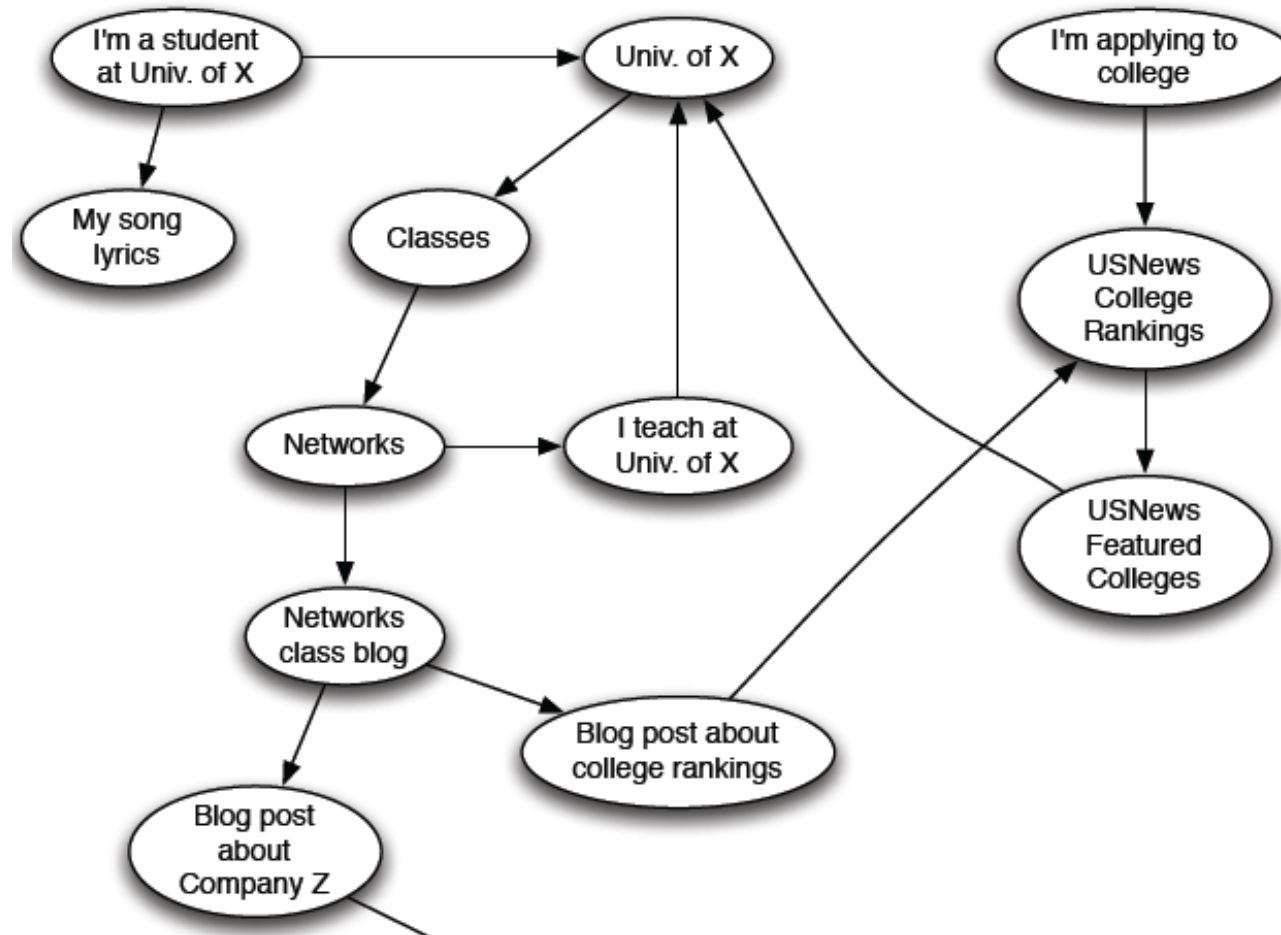 I'm a student
at Univ. of X
Univ. of X
I'm applying to
college
My song
lyrics
Classes
USNews
College
Rankings
Networks
I teach at
Univ. of X
USNews
Featured
Colleges
Networks
class blog
Blog post about
college rankings
Blog post
about
Company Z